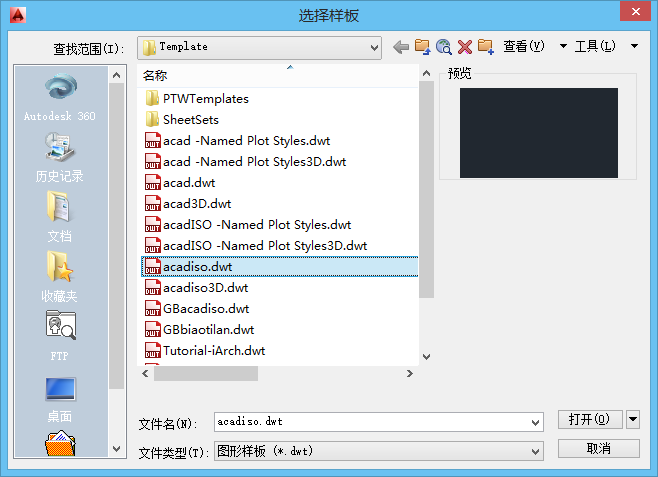 选择样板
查找范围(I):
Template
查看(V)
工具(L)
Autodesk 360
历史记录
文档
收藏夹
FTP
桌面
名称
PTWTemplates
SheetSets
acad -Named Plot Styles.dwt
acad -Named Plot Styles3D.dwt
acad.dwt
acad3D.dwt
acadISO -Named Plot Styles.dwt
acadISO -Named Plot Styles3D.dwt
acadiso.dwt
acadiso3D.dwt
GBacadiso.dwt
GBbiaotilan.dwt
Tutorial-iArch.dwt
预览
文件名(N):
acadiso.dwt
打开(O)
文件类型(T):
图形样板 (*.dwt)
取消